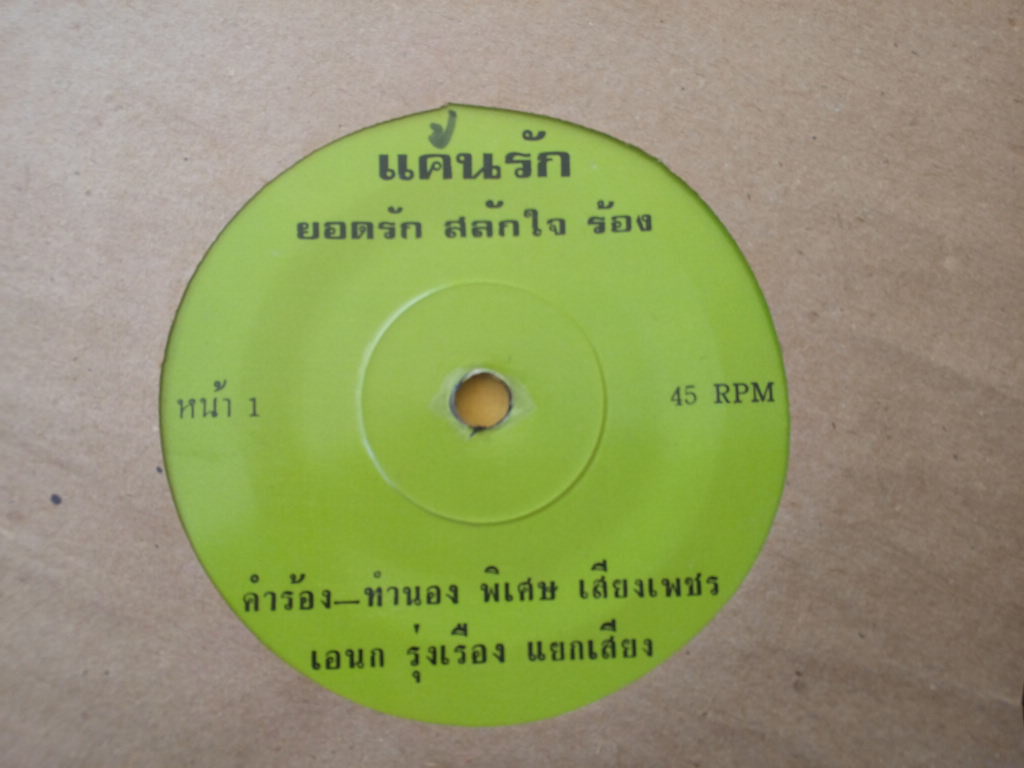 แค้นรัก
ยอดรัก สลักใจ ร้อง
หน้า 1
45 RPM
คำร้อง—ทำนอง พิเศษ เสียงเพชร
เอนก รุ่งเรือง แยกเสียง